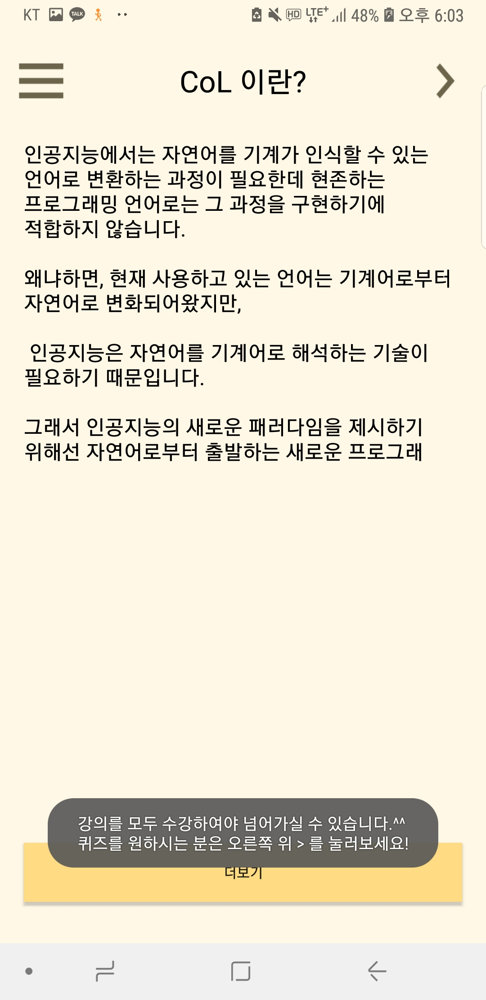 KT TALK HD LTE+ 48% 오후 6:03
CoL 이란?
인공지능에서는 자연어를 기계가 인식할 수 있는
언어로 변환하는 과정이 필요한데 현존하는
프로그래밍 언어로는 그 과정을 구현하기에
적합하지 않습니다.
왜냐하면, 현재 사용하고 있는 언어는 기계어로부터
자연어로 변화되어왔지만,
인공지능은 자연어를 기계어로 해석하는 기술이
필요하기 때문입니다.
그래서 인공지능의 새로운 패러다임을 제시하기
위해선 자연어로부터 출발하는 새로운 프로그래
강의를 모두 수강하여야 넘어가실 수 있습니다.^^
퀴즈를 원하시는 분은 오른쪽 위 > 를 눌러보세요!
더보기